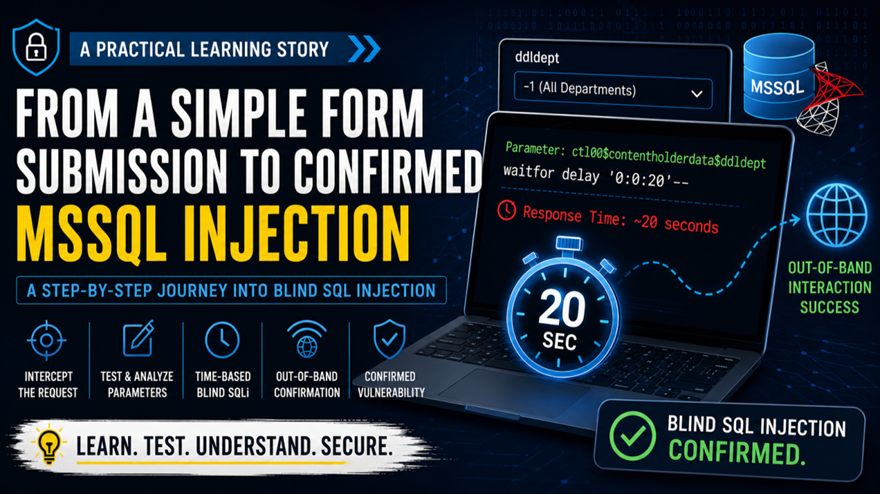 A PRACTICAL LEARNING STORY
FROM A SIMPLE FORM
SUBMISSION TO CONFIRMED
MSSQL INJECTION
A STEP-BY-STEP JOURNEY INTO BLIND SQL INJECTION
INTERCEPT
THE REQUEST
TEST & ANALYZE
PARAMETERS
TIME-BASED
BLIND SQLi
OUT-OF-BAND
CONFIRMATION
CONFIRMED
VULNERABILITY
LEARN. TEST. UNDERSTAND. SECURE.
ddldept
-1 (All Departments)
MSSQL
Parameter: ctl00$contentholderdata$ddldept
waitfor delay '0:0:20'--
Response Time: ~20 seconds
20
SEC
OUT-OF-BAND
INTERACTION
SUCCESS
BLIND SQL INJECTION
CONFIRMED.